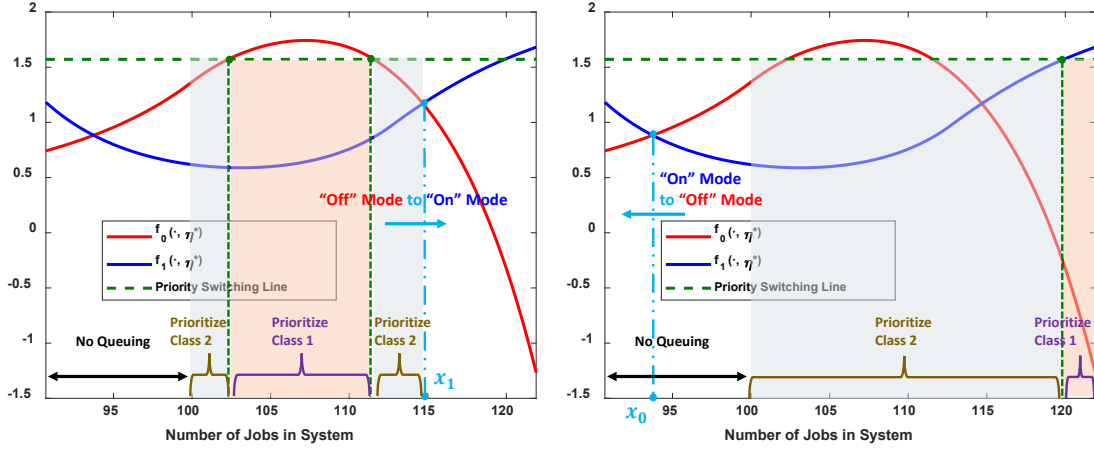 2
1.5
1
0.5
0
-0.5
-1
-1.5
"Off" Mode to "On" Mode
f0(·, η*)
f1(·, η*)
Priority Switching Line
Prioritize
Class 2
Prioritize
Class 1
Prioritize
Class 2
No Queuing
x1
95
100
105
110
115
120
Number of Jobs in System
2
1.5
1
0.5
0
-0.5
-1
-1.5
"On" Mode
to "Off" Mode
f0(·, η*)
f1(·, η*)
Priority Switching Line
Prioritize
Class 2
Prioritize
Class 1
No Queuing
x0
95
100
105
110
115
120
Number of Jobs in System